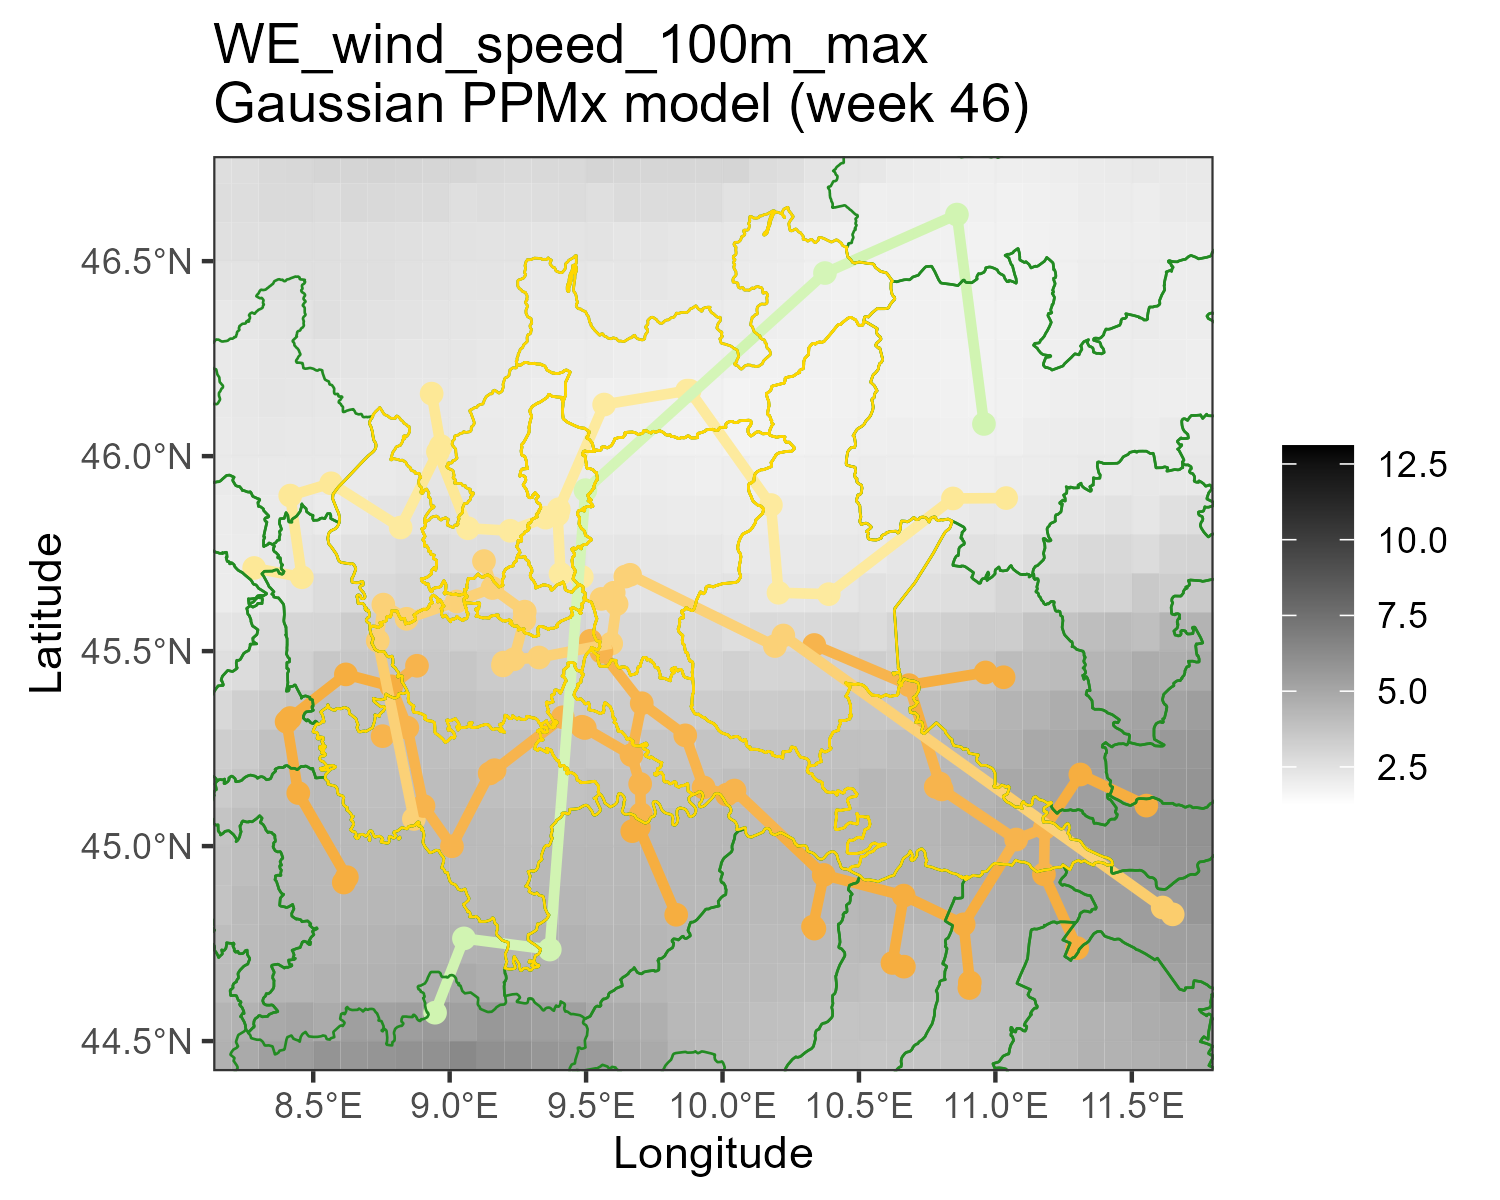 WE_wind_speed_100m_max
Gaussian PPMx model (week 46)
46.5°N
46.0°N
45.5°N
45.0°N
44.5°N
Latitude
8.5°E
9.0°E
9.5°E
10.0°E
10.5°E
11.0°E
11.5°E
Longitude
12.5
10.0
7.5
5.0
2.5